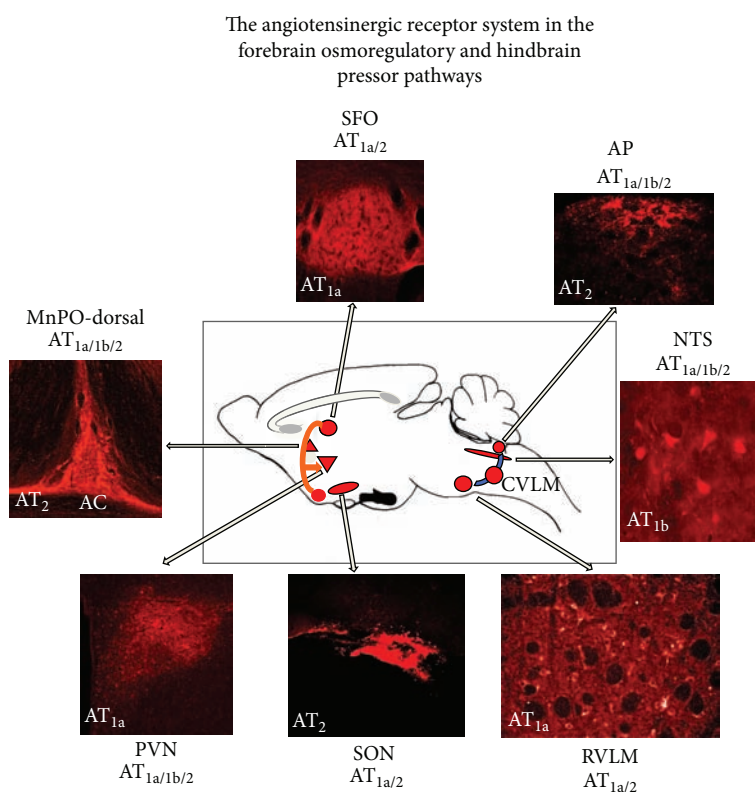 The angiotensinergic receptor system in the
forebrain osmoregulatory and hindbrain
pressor pathways
SFO
AT1a/2
AT1a
AP
AT1a/1b/2
AT2
MnPO-dorsal
AT1a/1b/2
AT2
AC
NTS
AT1a/1b/2
AT1b
CVLM
AT1a
PVN
AT1a/1b/2
AT2
SON
AT1a/2
AT1a
RVLM
AT1a/2